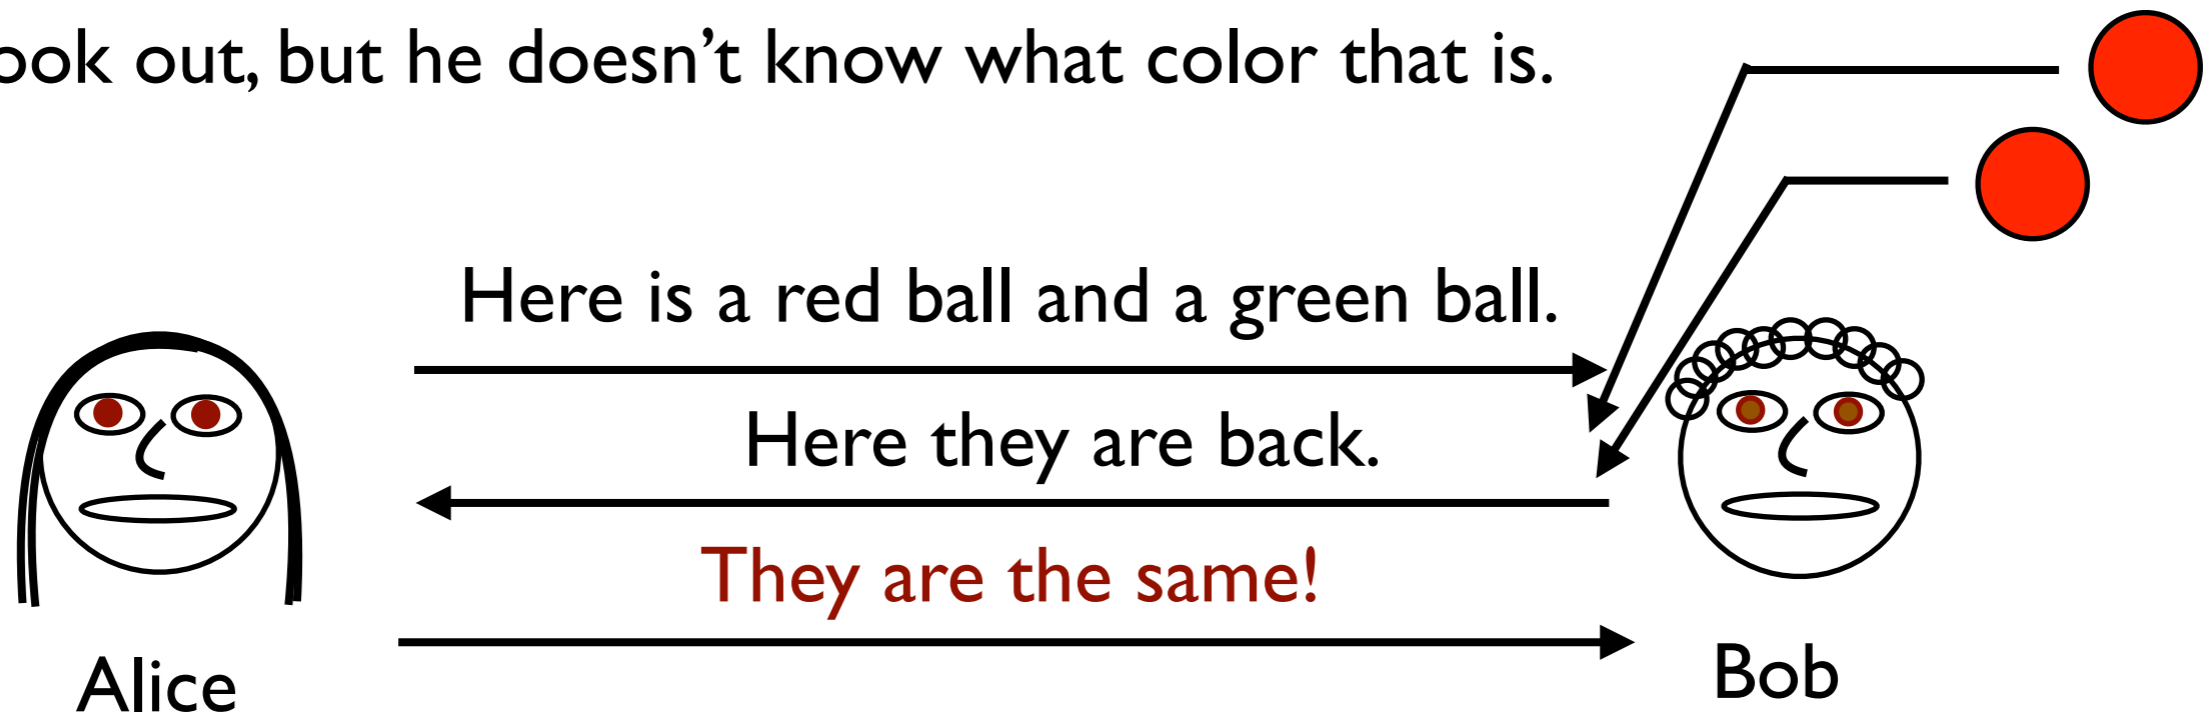 ook out, but he doesn't know what color that is.
Here is a red ball and a green ball.
Here they are back.
They are the same!
Alice
Bob